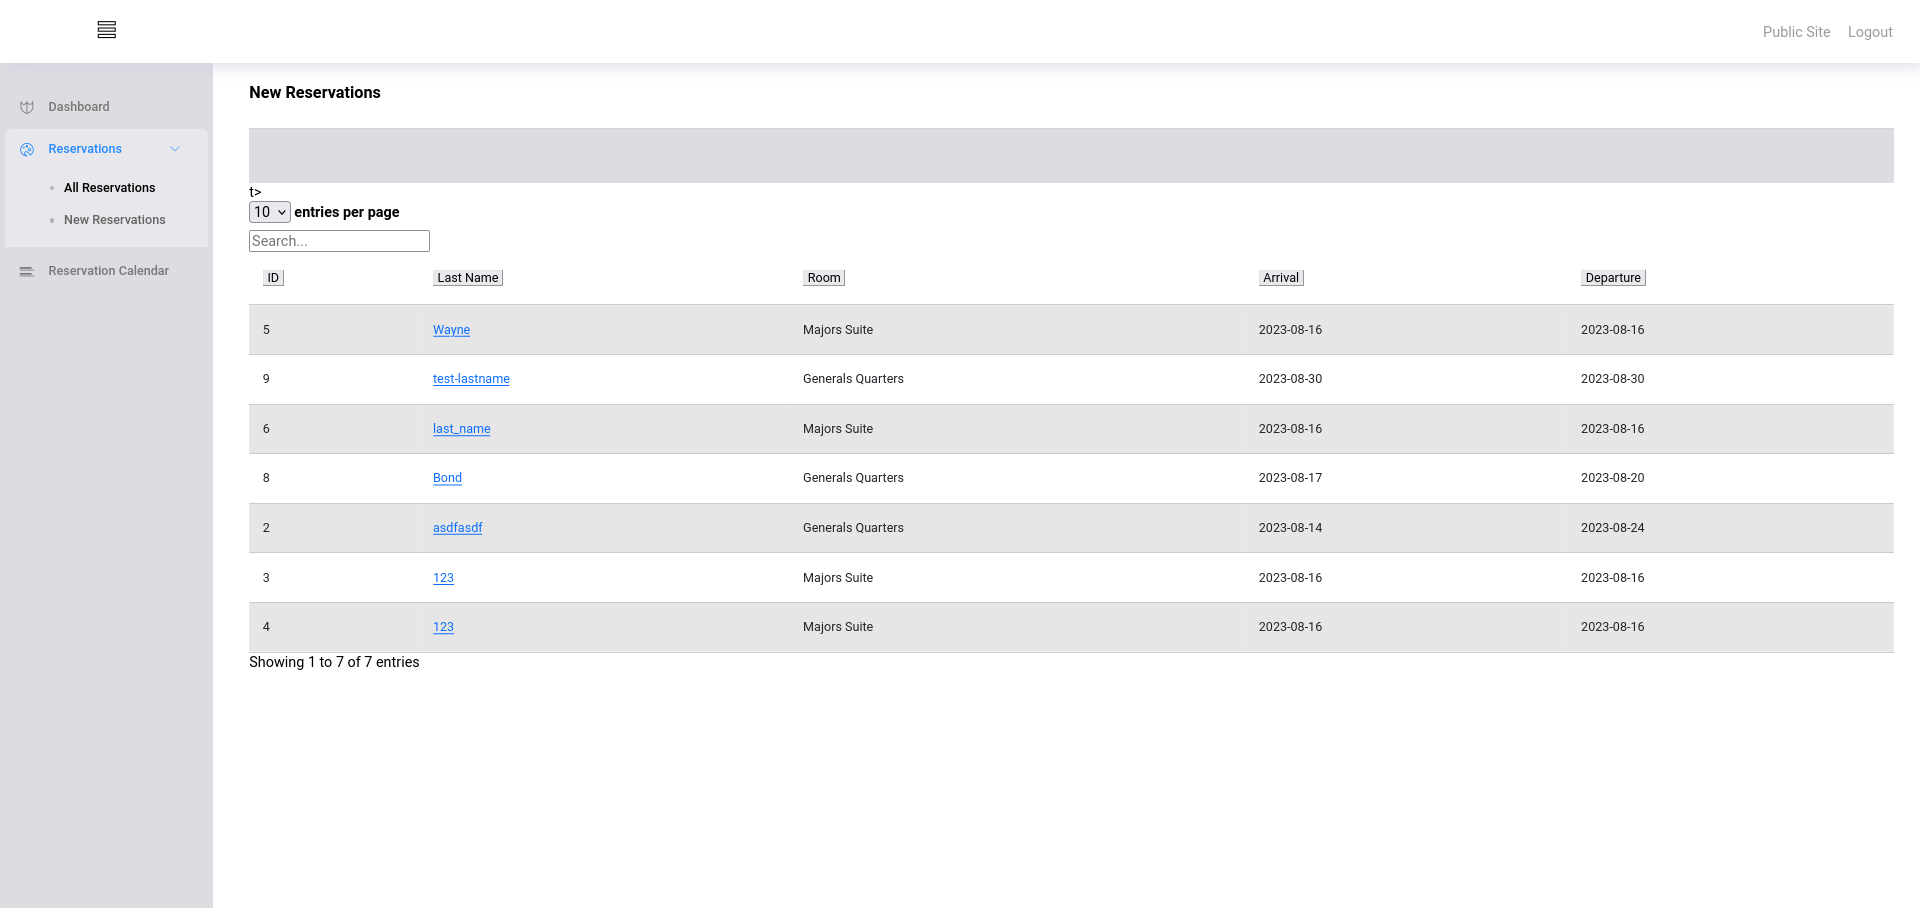 Public Site Logout
Dashboard
Reservations
All Reservations
New Reservations
Reservation Calendar
New Reservations
t>
10 entries per page
Search...
ID Last Name Room Arrival Departure
5 Wayne Majors Suite 2023-08-16 2023-08-16
9 test-lastname Generals Quarters 2023-08-30 2023-08-30
6 last_name Majors Suite 2023-08-16 2023-08-16
8 Bond Generals Quarters 2023-08-17 2023-08-20
2 asdfasdf Generals Quarters 2023-08-14 2023-08-24
3 123 Majors Suite 2023-08-16 2023-08-16
4 123 Majors Suite 2023-08-16 2023-08-16
Showing 1 to 7 of 7 entries